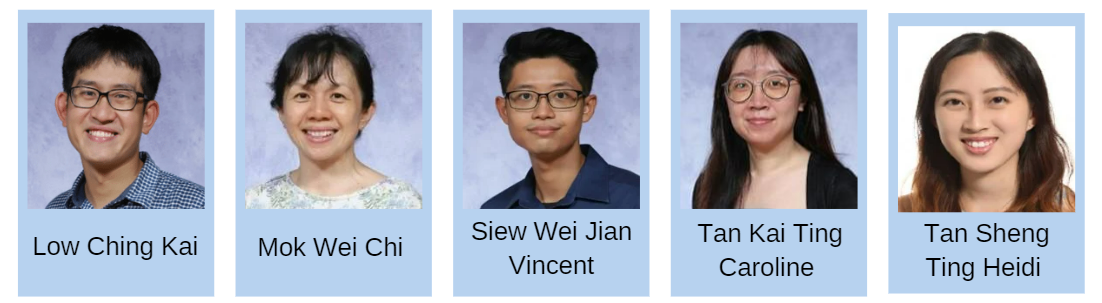 Low Ching Kai
Mok Wei Chi
Siew Wei Jian
Vincent
Tan Kai Ting
Caroline
Tan Sheng
Ting Heidi